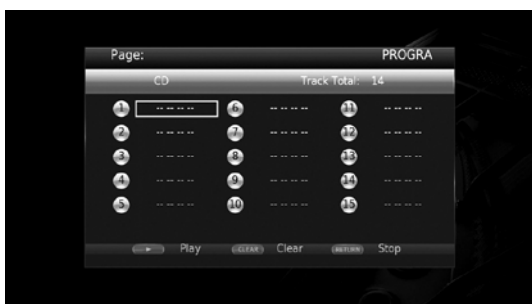 Page: PROGRA
CD Track Total: 14
1 -- -- -- -- 6 -- -- -- -- 11 -- -- -- --
2 -- -- -- -- 7 -- -- -- -- 12 -- -- -- --
3 -- -- -- -- 8 -- -- -- -- 13 -- -- -- --
4 -- -- -- -- 9 -- -- -- -- 14 -- -- -- --
5 -- -- -- -- 10 -- -- -- -- 15 -- -- -- --
Play CLEAR Clear RETURN Stop